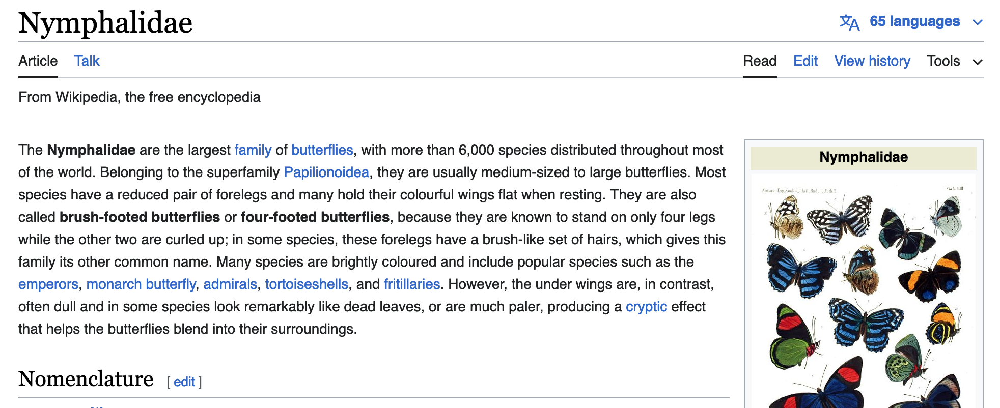 Nymphalidae
65 languages
Article Talk
Read Edit View history Tools
From Wikipedia, the free encyclopedia
The Nymphalidae are the largest family of butterflies, with more than 6,000 species distributed throughout most
of the world. Belonging to the superfamily Papilionoidea, they are usually medium-sized to large butterflies. Most
species have a reduced pair of forelegs and many hold their colourful wings flat when resting. They are also
called brush-footed butterflies or four-footed butterflies, because they are known to stand on only four legs
while the other two are curled up; in some species, these forelegs have a brush-like set of hairs, which gives this
family its other common name. Many species are brightly coloured and include popular species such as the
emperors, monarch butterfly, admirals, tortoiseshells, and fritillaries. However, the under wings are, in contrast,
often dull and in some species look remarkably like dead leaves, or are much paler, producing a cryptic effect
that helps the butterflies blend into their surroundings.
Nomenclature [ edit ]
Nymphalidae
Novara-Exp. Zoolog. Theil. Bnd. II. Abth. 2. Tab. LIII.